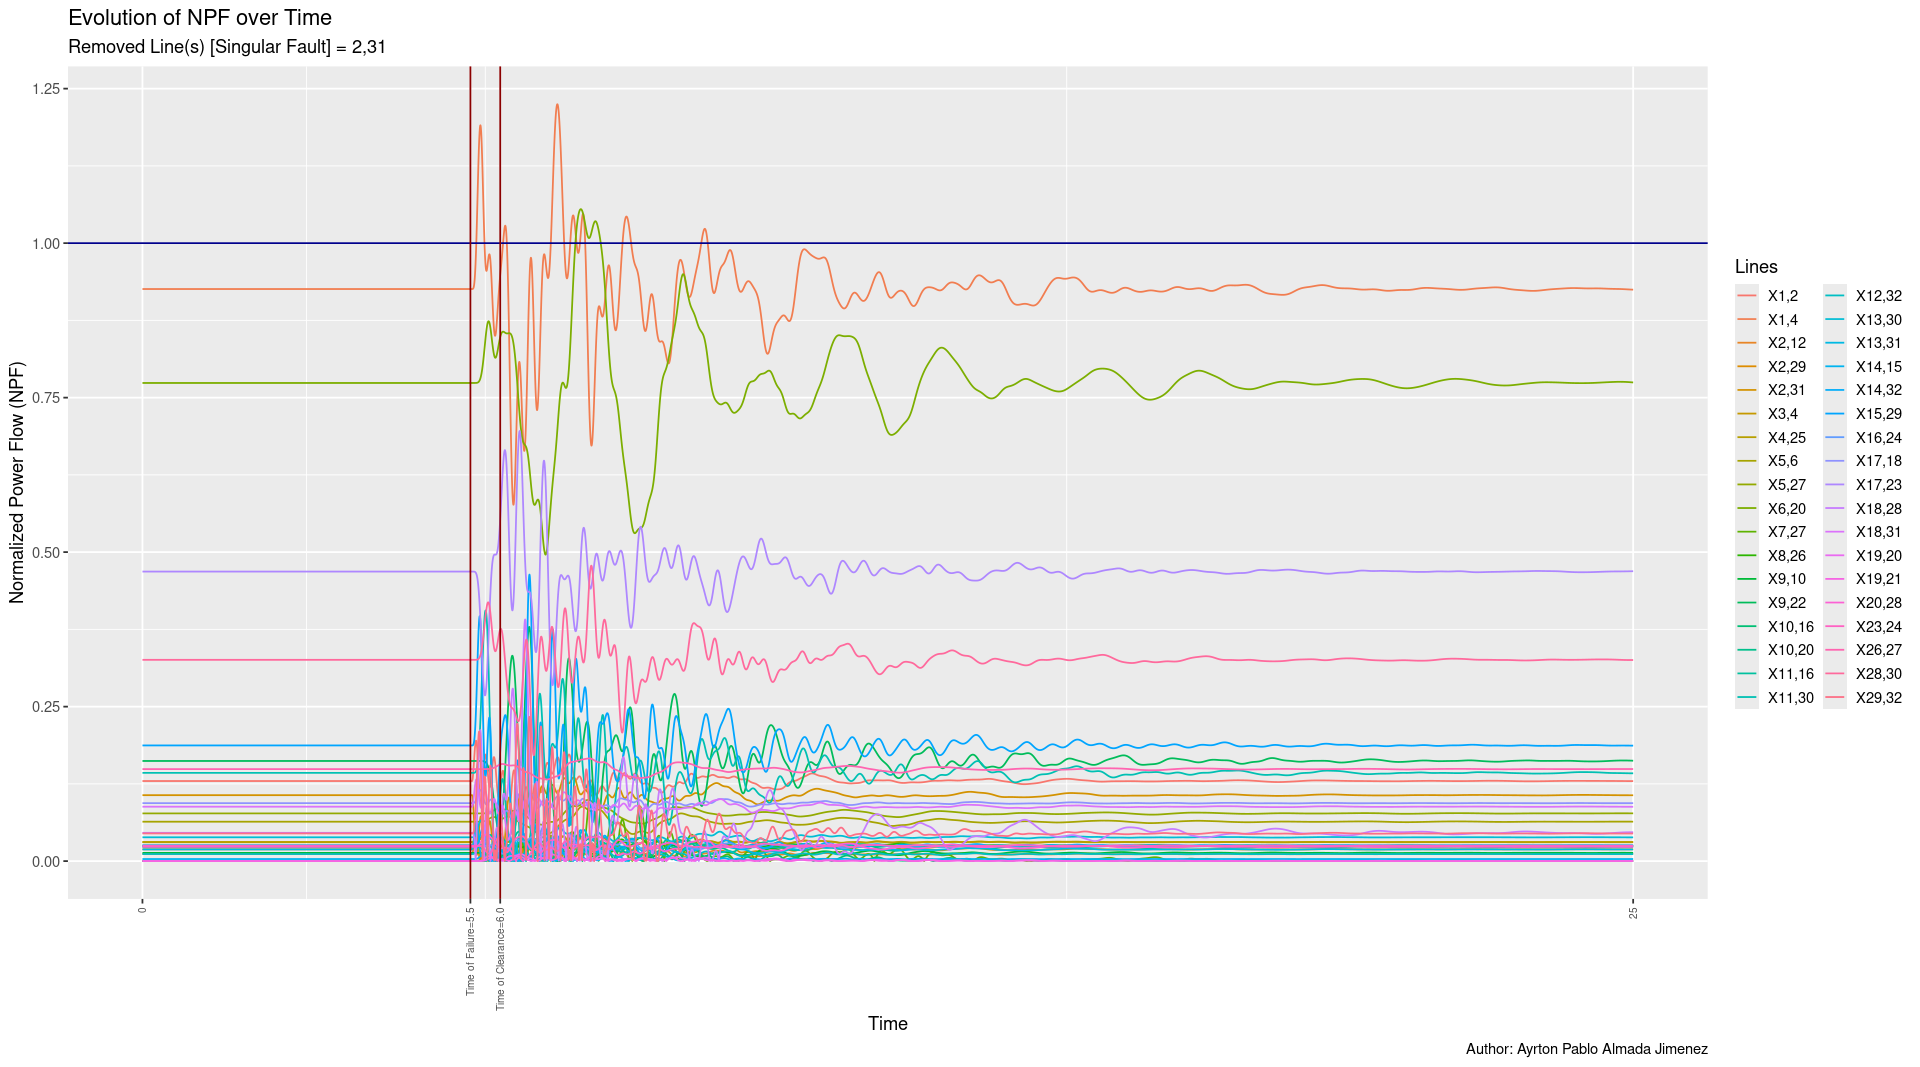 Evolution of NPF over Time
Removed Line(s) [Singular Fault] = 2,31
Normalized Power Flow (NPF)
1.25
1.00
0.75
0.50
0.25
0.00
0
Time of Failure=5.5
Time of Clearance=6.0
25
Time
Lines
X1,2
X1,4
X2,12
X2,29
X2,31
X3,4
X4,25
X5,6
X5,27
X6,20
X7,27
X8,26
X9,10
X9,22
X10,16
X10,20
X11,16
X11,30
X12,32
X13,30
X13,31
X14,15
X14,32
X15,29
X16,24
X17,18
X17,23
X18,28
X18,31
X19,20
X19,21
X20,28
X23,24
X26,27
X28,30
X29,32
Author: Ayrton Pablo Almada Jimenez